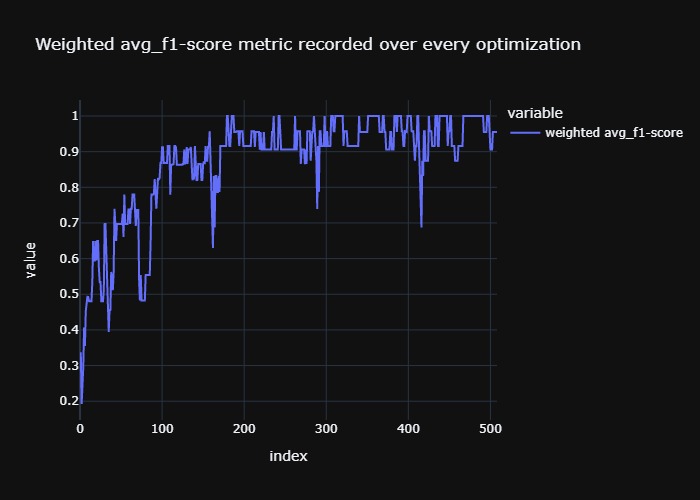 Weighted avg_f1-score metric recorded over every optimization
variable
weighted avg_f1-score
value
1
0.9
0.8
0.7
0.6
0.5
0.4
0.3
0.2
0 100 200 300 400 500
index